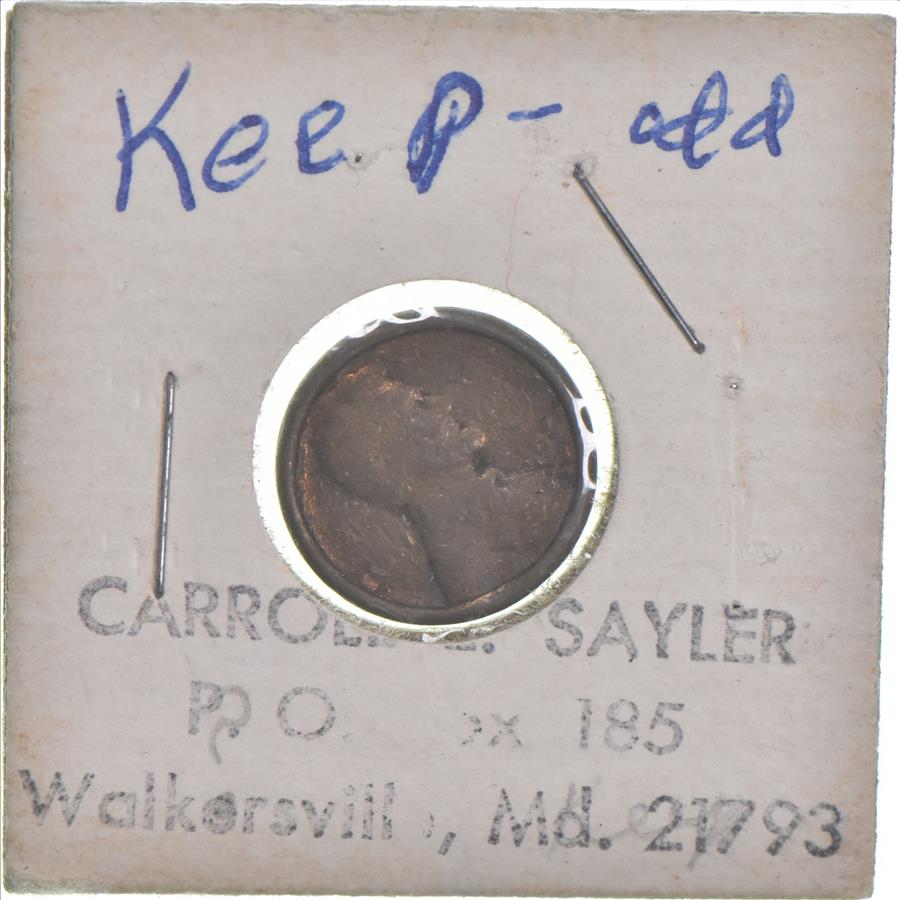 Keep - old
CARROLL E. SAYLER
P. O. Box 185
Walkersville, Md. 21793